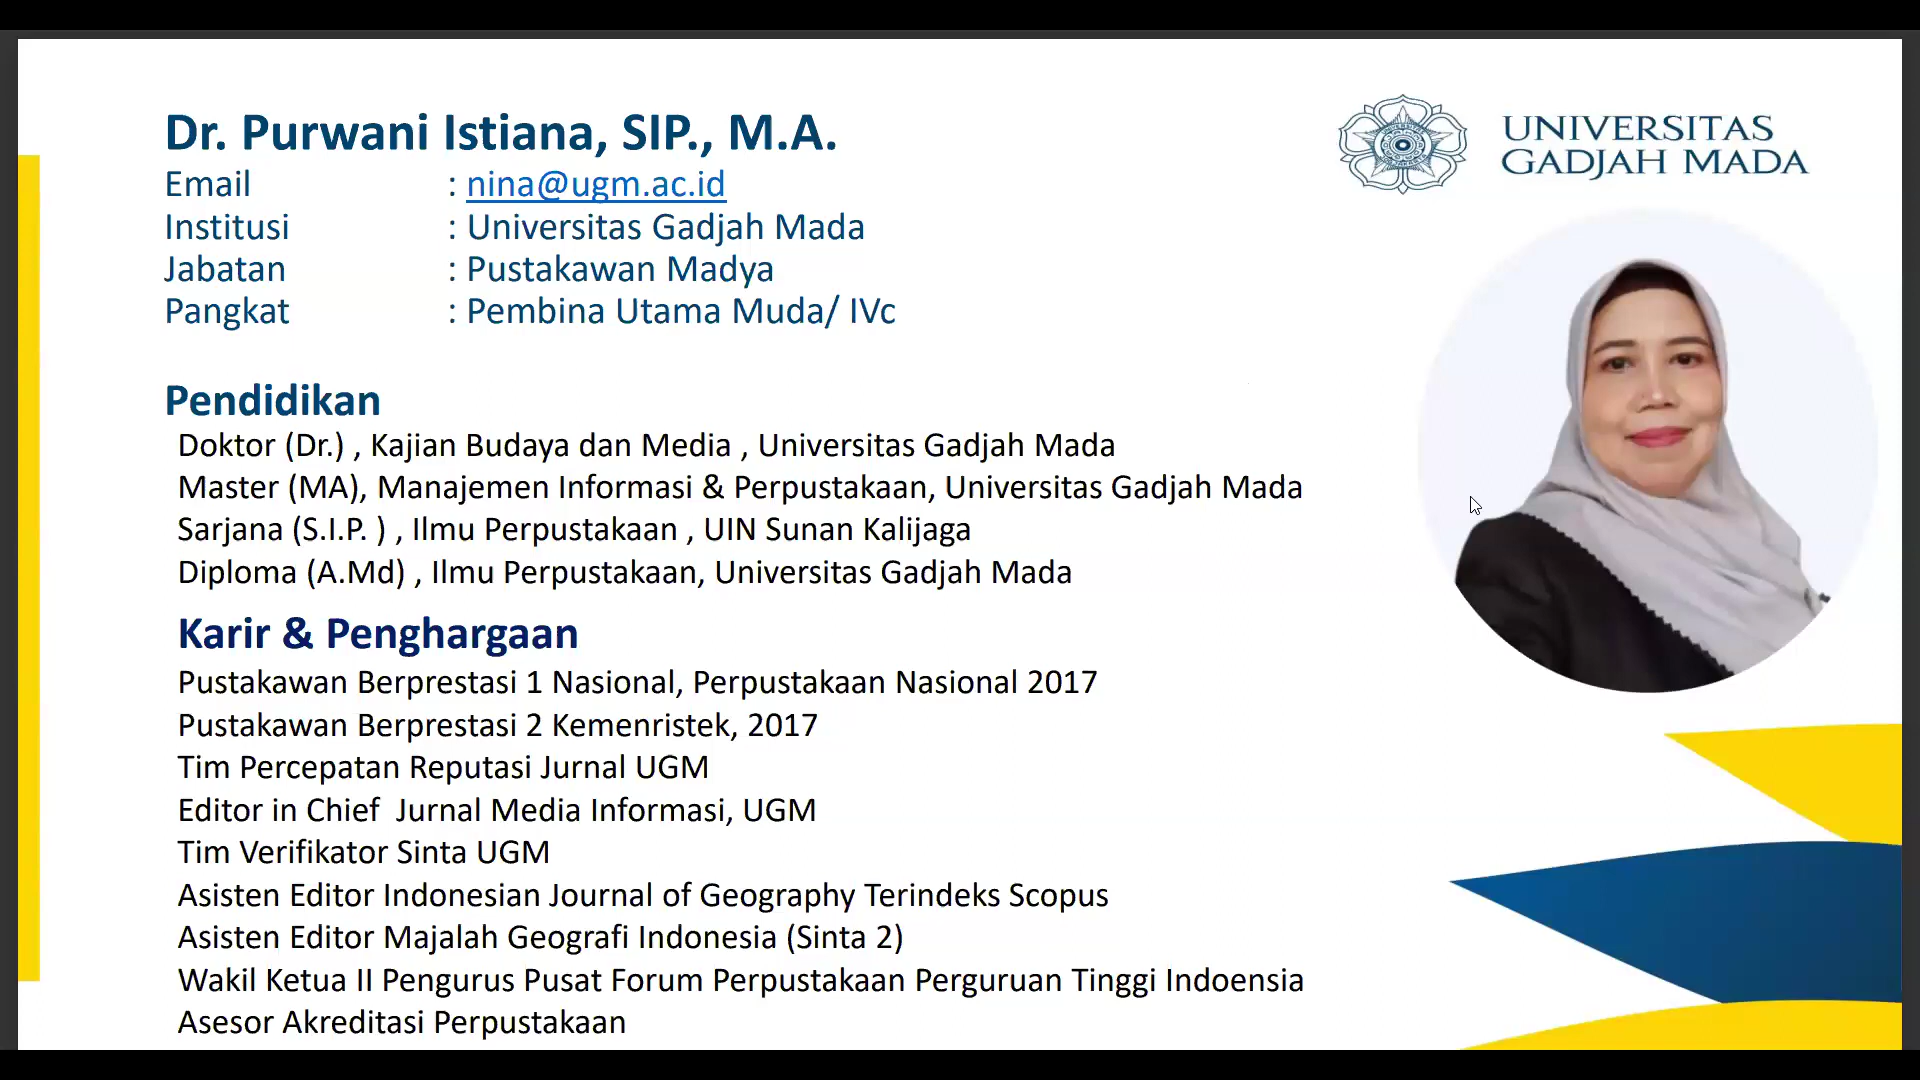 Dr. Purwani Istiana, SIP., M.A.
Email : nina@ugm.ac.id
Institusi : Universitas Gadjah Mada
Jabatan : Pustakawan Madya
Pangkat : Pembina Utama Muda/ IVc
UNIVERSITAS
GADJAH MADA
Pendidikan
Doktor (Dr.) , Kajian Budaya dan Media , Universitas Gadjah Mada
Master (MA), Manajemen Informasi & Perpustakaan, Universitas Gadjah Mada
Sarjana (S.I.P. ) , Ilmu Perpustakaan , UIN Sunan Kalijaga
Diploma (A.Md) , Ilmu Perpustakaan, Universitas Gadjah Mada
Karir & Penghargaan
Pustakawan Berprestasi 1 Nasional, Perpustakaan Nasional 2017
Pustakawan Berprestasi 2 Kemenristek, 2017
Tim Percepatan Reputasi Jurnal UGM
Editor in Chief  Jurnal Media Informasi, UGM
Tim Verifikator Sinta UGM
Asisten Editor Indonesian Journal of Geography Terindeks Scopus
Asisten Editor Majalah Geografi Indonesia (Sinta 2)
Wakil Ketua II Pengurus Pusat Forum Perpustakaan Perguruan Tinggi Indoensia
Asesor Akreditasi Perpustakaan